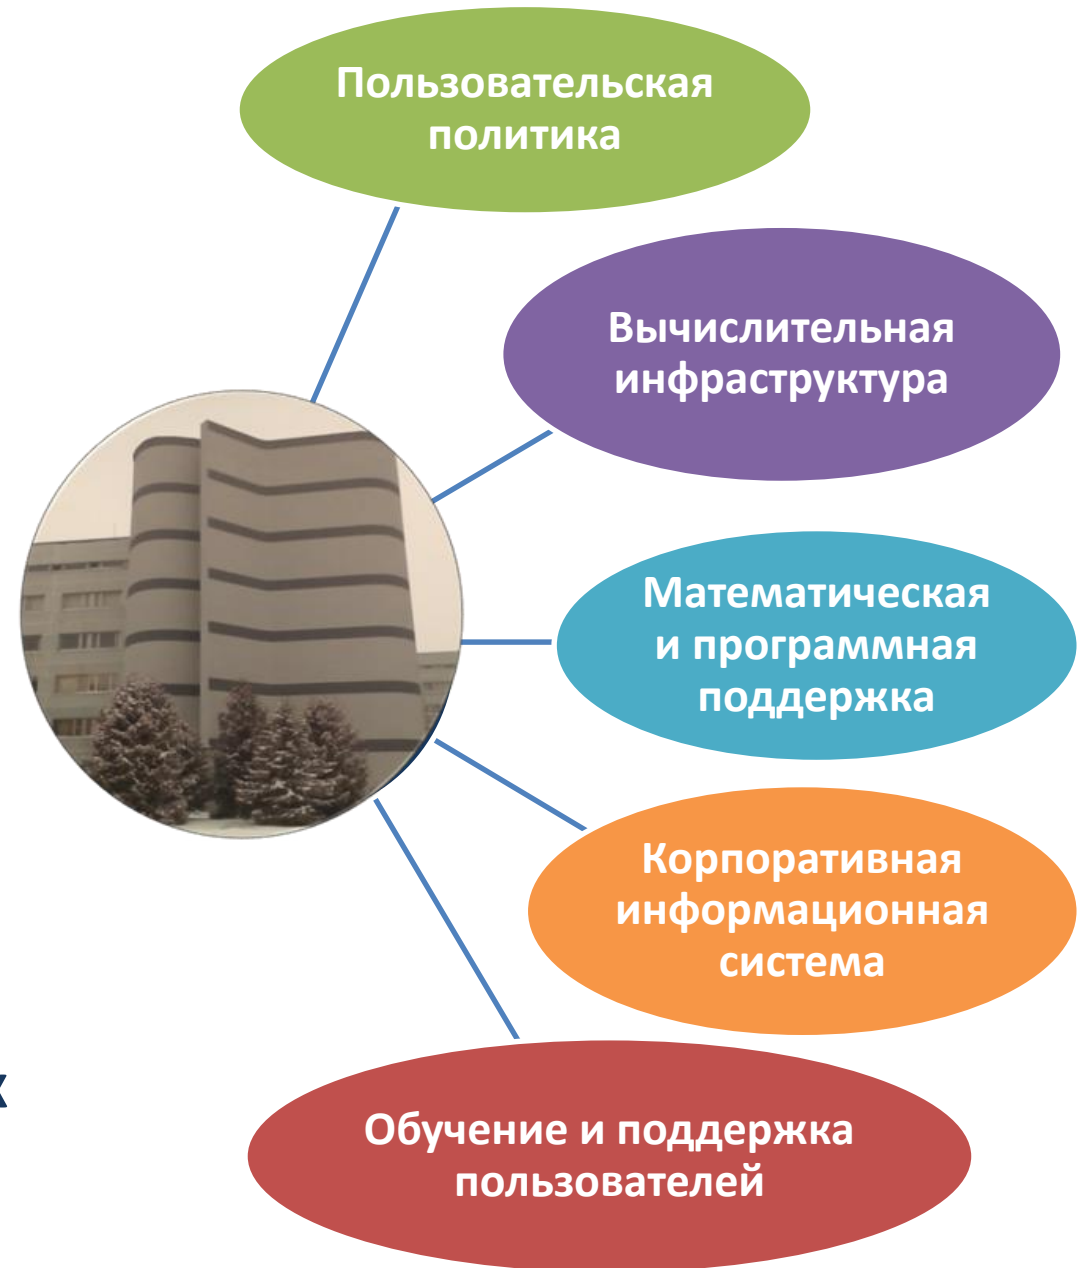 Пользовательская
политика
Вычислительная
инфраструктура
Математическая
и программная
поддержка
Корпоративная
информационная
система
Обучение и поддержка
пользователей